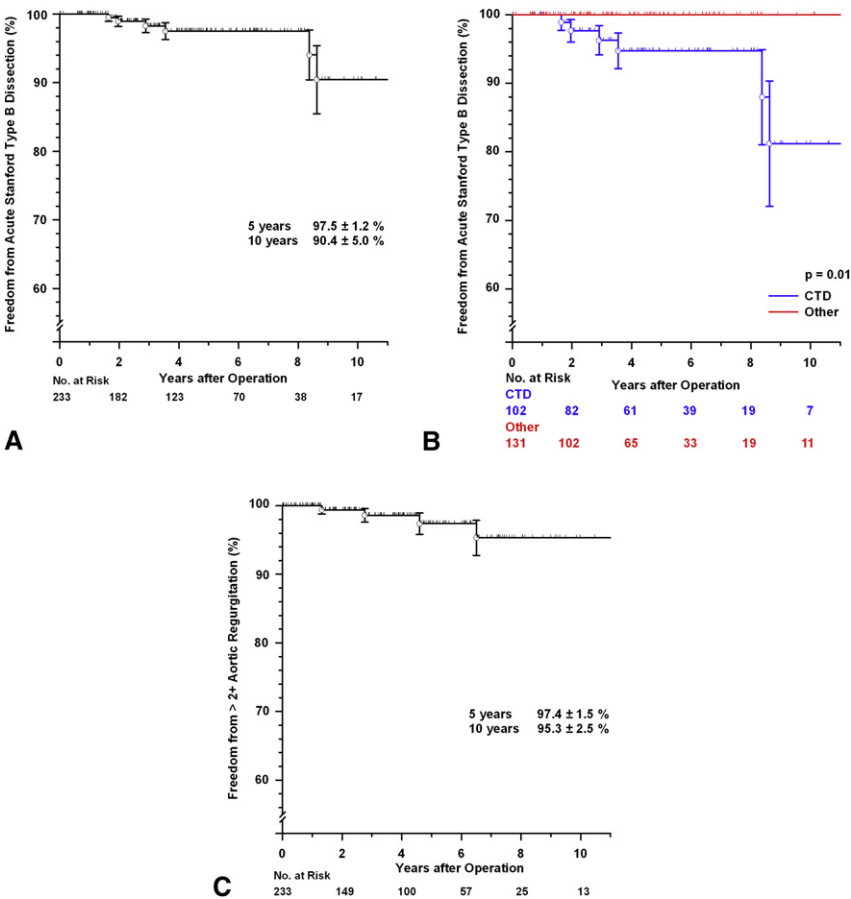 Freedom from Acute Stanford Type B Dissection (%)
100
90
80
70
60
5 years 97.5 ± 1.2 %
10 years 90.4 ± 5.0 %
0 2 4 6 8 10
Years after Operation
No. at Risk
233 182 123 70 38 17
A
Freedom from Acute Stanford Type B Dissection (%)
100
90
80
70
60
p = 0.01
CTD
Other
0 2 4 6 8 10
Years after Operation
No. at Risk
CTD
102 82 61 39 19 7
Other
131 102 65 33 19 11
B
Freedom from > 2+ Aortic Regurgitation (%)
100
90
80
70
60
5 years 97.4 ± 1.5 %
10 years 95.3 ± 2.5 %
0 2 4 6 8 10
Years after Operation
No. at Risk
233 149 100 57 25 13
C